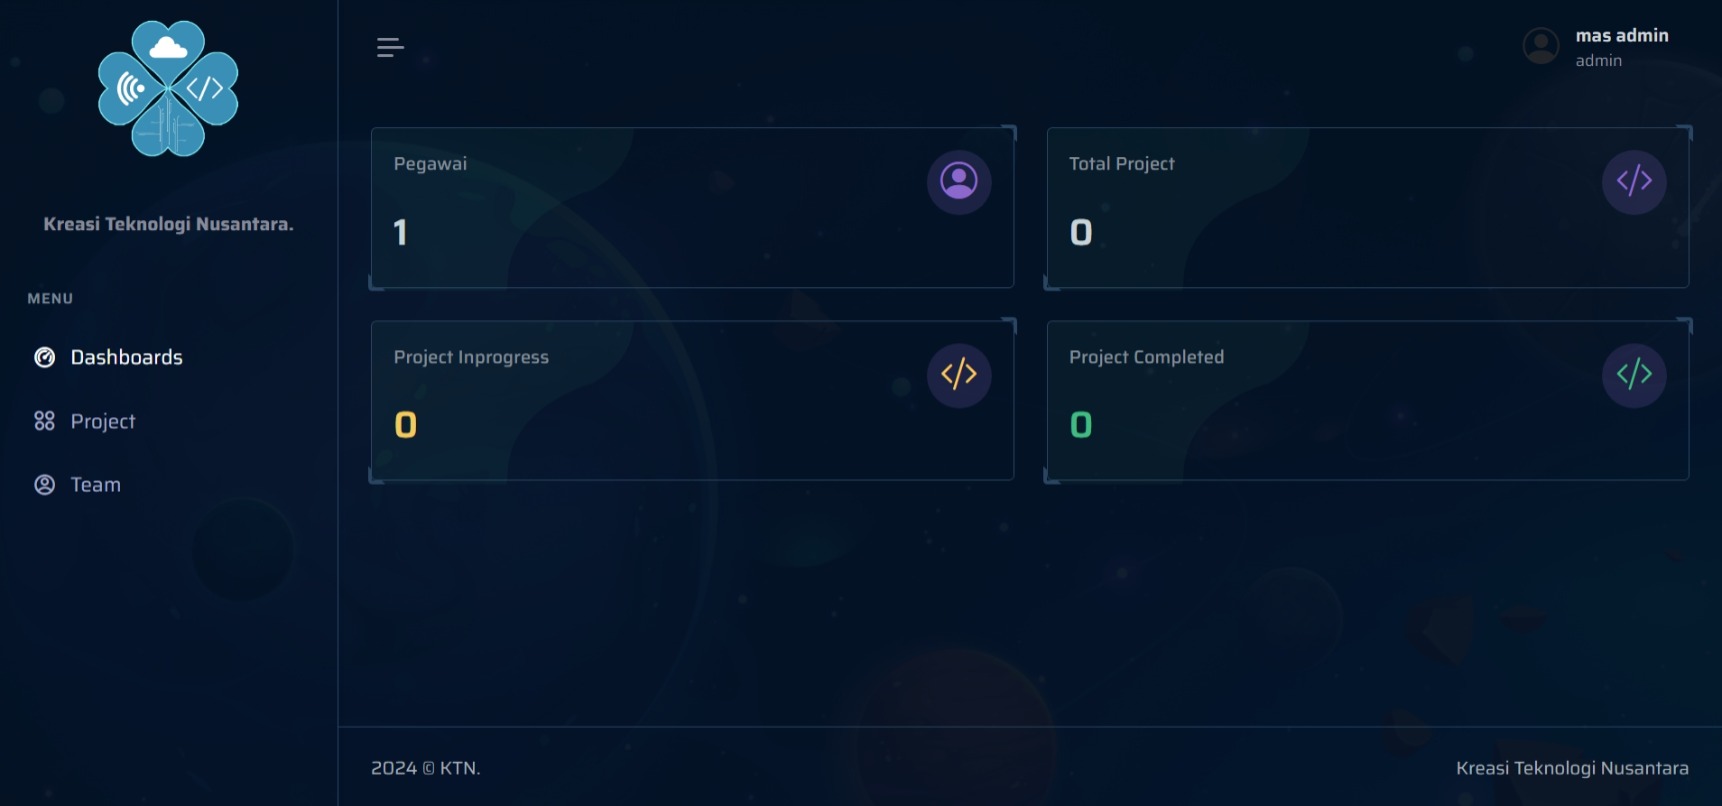 mas admin
admin
Kreasi Teknologi Nusantara.
MENU
Dashboards
Project
Team
Pegawai
1
Total Project
0
Project Inprogress
0
Project Completed
0
2024 © KTN.
Kreasi Teknologi Nusantara